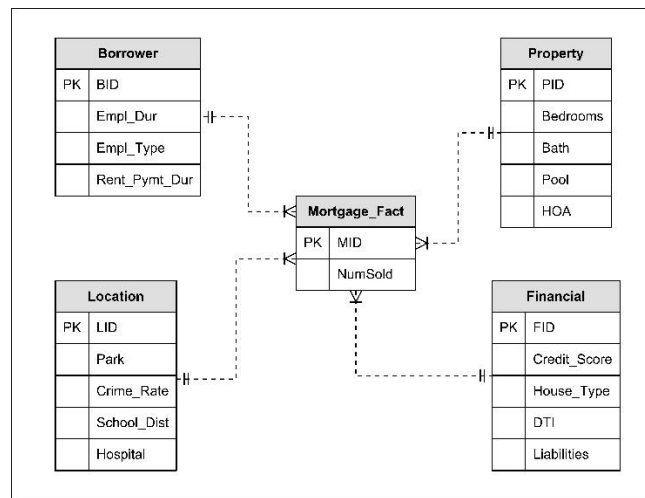 Borrower
PK BID
Empl_Dur
Empl_Type
Rent_Pymt_Dur
Property
PK PID
Bedrooms
Bath
Pool
HOA
Mortgage_Fact
PK MID
NumSold
Location
PK LID
Park
Crime_Rate
School_Dist
Hospital
Financial
PK FID
Credit_Score
House_Type
DTI
Liabilities